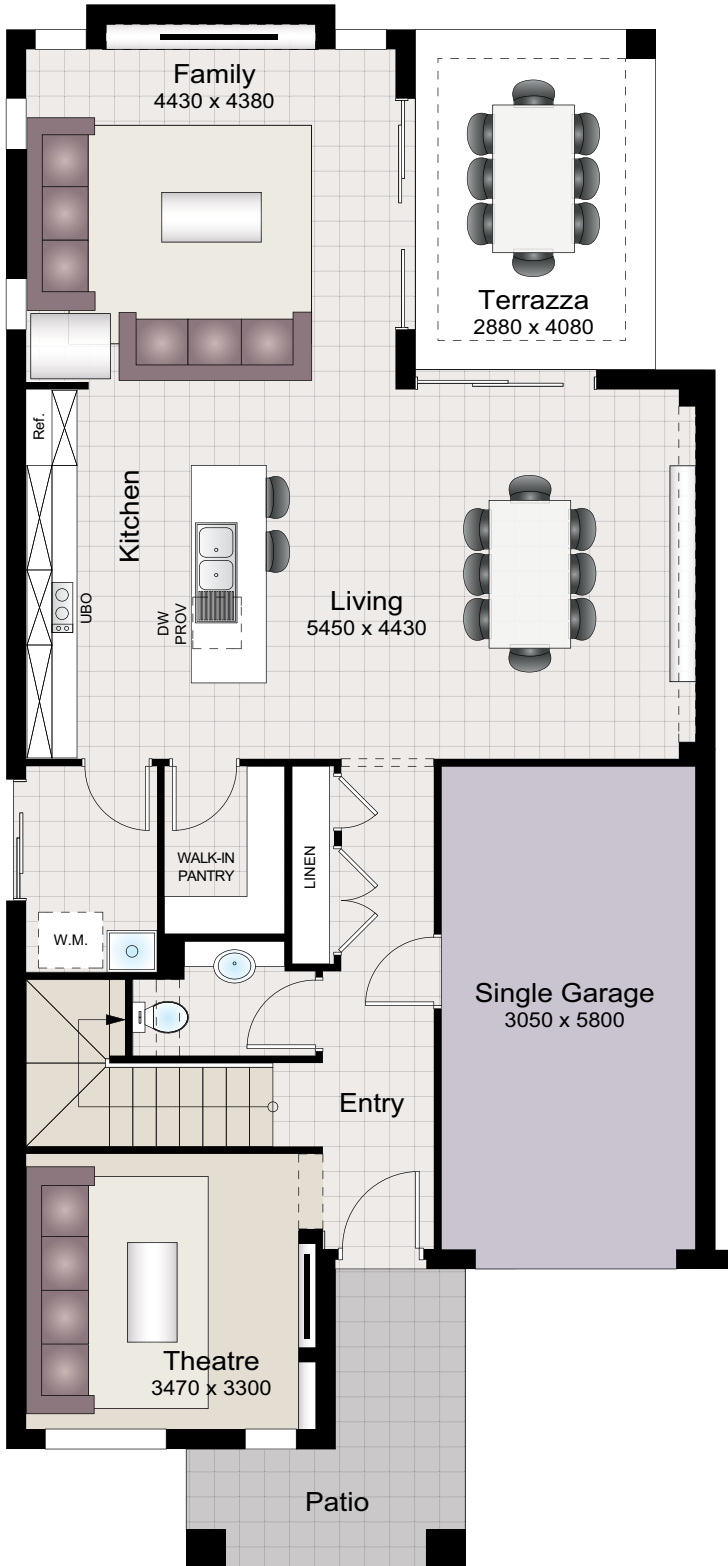 Family
4430 x 4380
Terrazza
2880 x 4080
Ref.
Kitchen
UBO
DW
PROV
Living
5450 x 4430
WALK-IN
PANTRY
LINEN
W.M.
Single Garage
3050 x 5800
Entry
Theatre
3470 x 3300
Patio